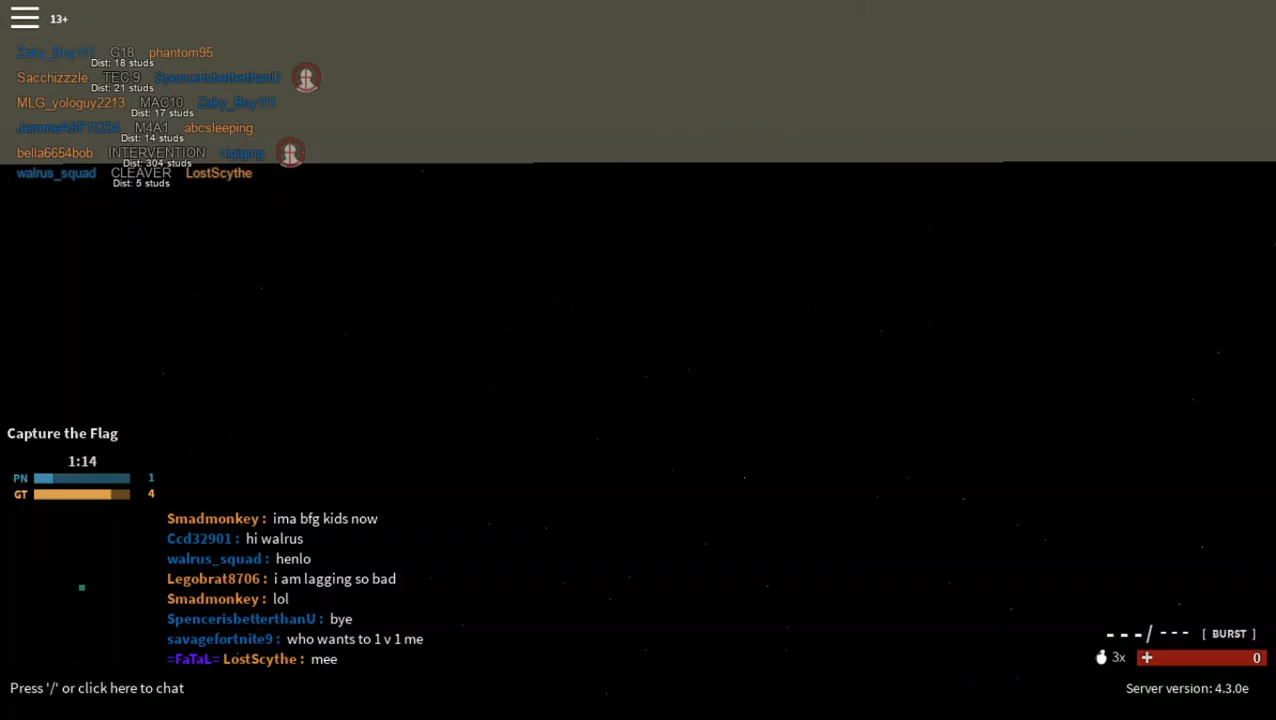 13+
Zaky_Boy111 G18 phantom95
Dist: 18 studs
Sacchizzzle TEC-9 SpencerisbetterthanU
Dist: 21 studs
MLG_yologuy2213 MAC10 Zaky_Boy111
Dist: 17 studs
M4A1 abcsleeping
Dist: 14 studs
bella6654bob INTERVENTION
Dist: 304 studs
walrus_squad CLEAVER LostScythe
Dist: 5 studs
Capture the Flag
1:14
PN 1
GT 4
Smadmonkey : ima bfg kids now
Ccd32901 : hi walrus
walrus_squad : henlo
Legobrat8706 : i am lagging so bad
Smadmonkey : lol
SpencerisbetterthanU : bye
savagefortnite9 : who wants to 1 v 1 me
=FaTaL= LostScythe : mee
Press '/' or click here to chat
---/ --- [ BURST ]
3x 0
Server version: 4.3.0e